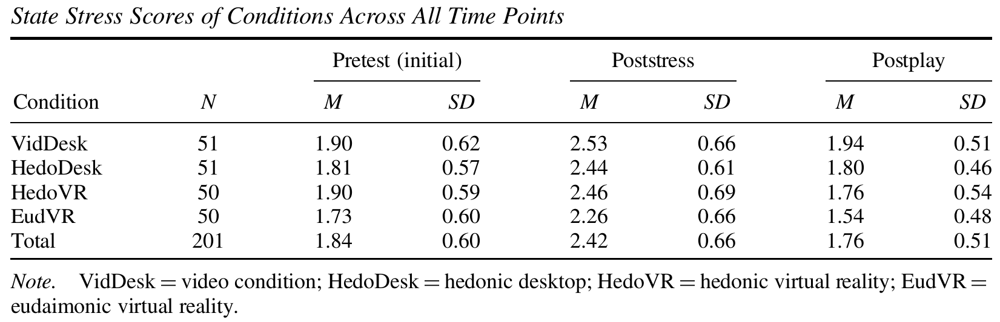 State Stress Scores of Conditions Across All Time Points
Pretest (initial) Poststress Postplay
Condition N M SD M SD M SD
VidDesk 51 1.90 0.62 2.53 0.66 1.94 0.51
HedoDesk 51 1.81 0.57 2.44 0.61 1.80 0.46
HedoVR 50 1.90 0.59 2.46 0.69 1.76 0.54
EudVR 50 1.73 0.60 2.26 0.66 1.54 0.48
Total 201 1.84 0.60 2.42 0.66 1.76 0.51
Note. VidDesk = video condition; HedoDesk = hedonic desktop; HedoVR = hedonic virtual reality; EudVR =
eudaimonic virtual reality.